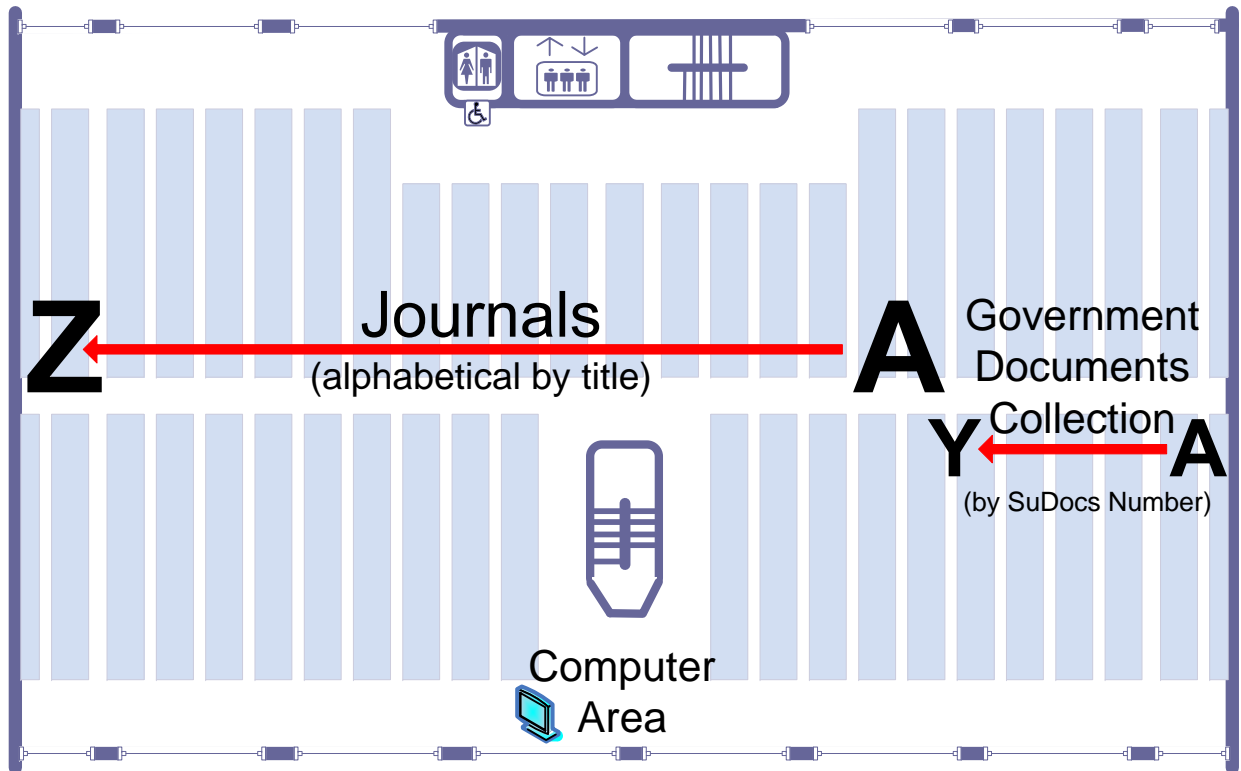 Z
Journals
(alphabetical by title)
A
Government
Documents
Collection
Y
A
(by SuDocs Number)
Computer
Area